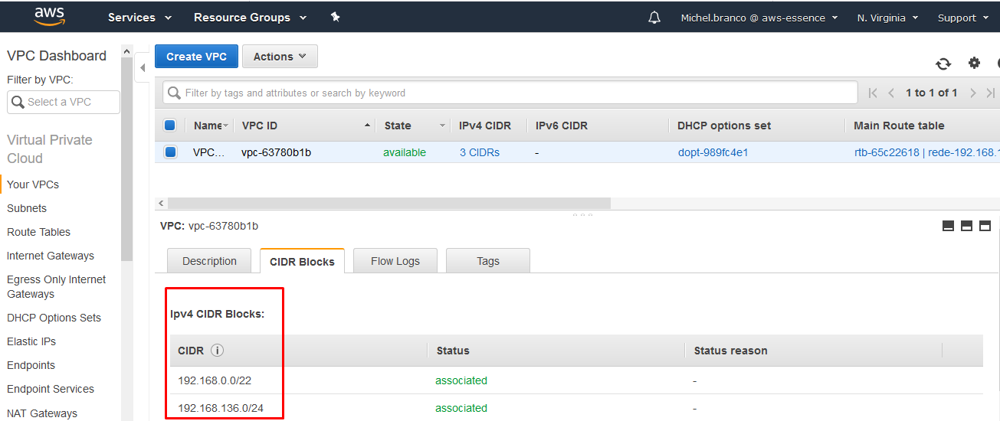 aws Services Resource Groups Michel.branco @ aws-essence N. Virginia Support
VPC Dashboard
Filter by VPC:
Select a VPC
Virtual Private
Cloud
Your VPCs
Subnets
Route Tables
Internet Gateways
Egress Only Internet
Gateways
DHCP Options Sets
Elastic IPs
Endpoints
Endpoint Services
NAT Gateways
Create VPC Actions
Filter by tags and attributes or search by keyword 1 to 1 of 1
Name VPC ID State IPv4 CIDR IPv6 CIDR DHCP options set Main Route table
VPC... vpc-63780b1b available 3 CIDRs - dopt-989fc4e1 rtb-65c22618 | rede-192.168.1
VPC: vpc-63780b1b
Description CIDR Blocks Flow Logs Tags
Ipv4 CIDR Blocks:
CIDR i Status Status reason
192.168.0.0/22 associated -
192.168.136.0/24 associated -